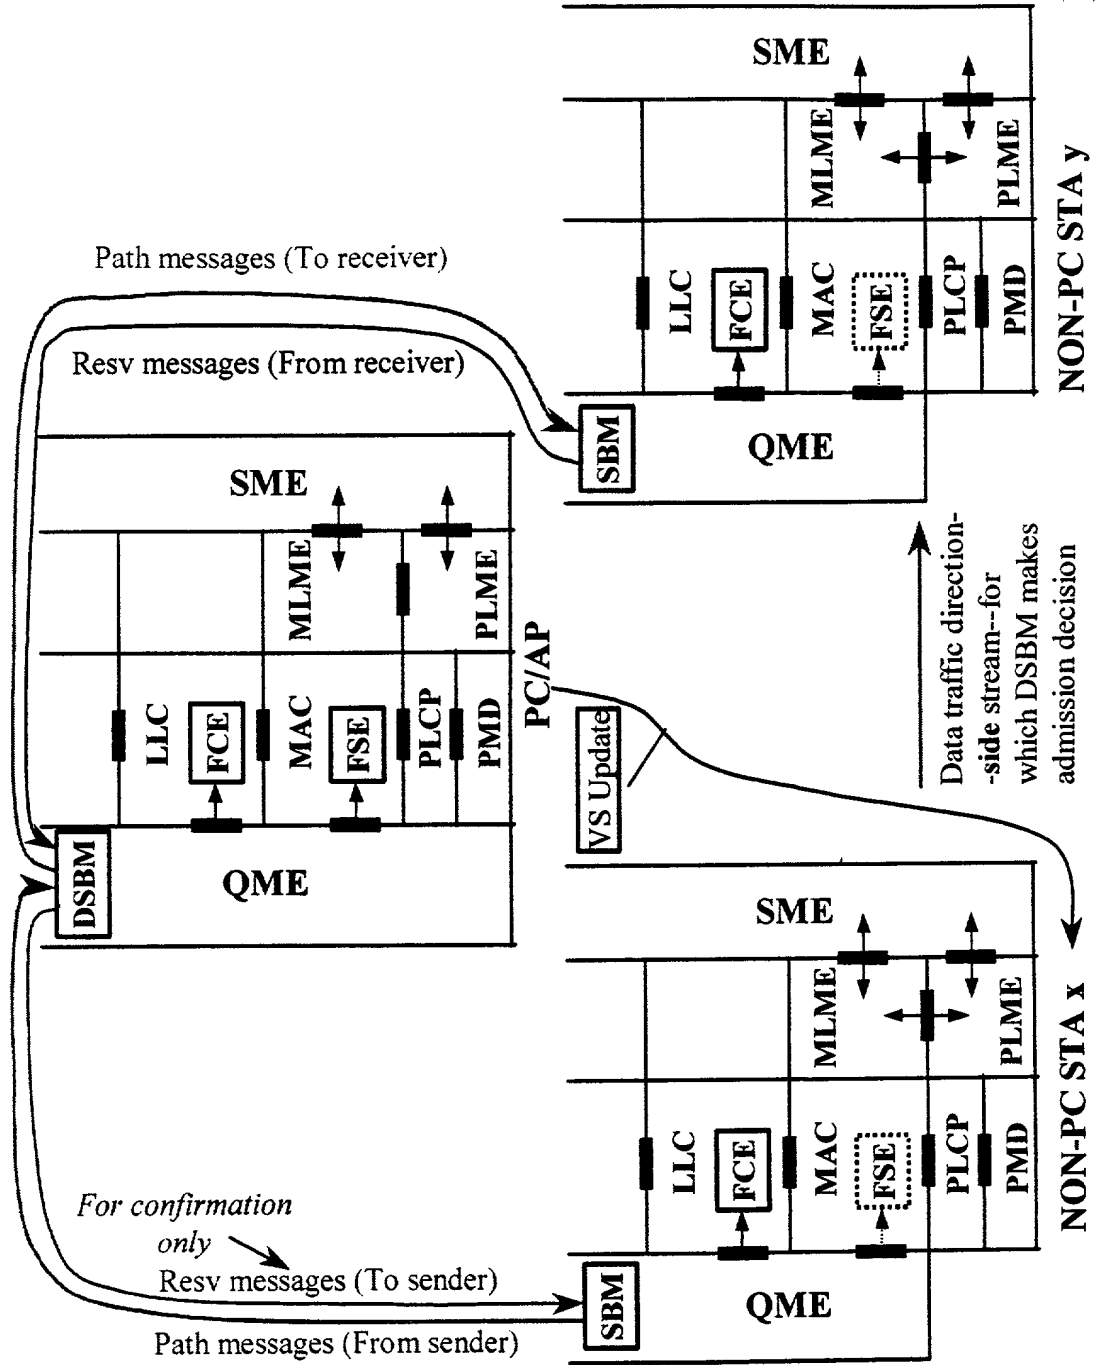 SME
MLME
PLME
LLC
FCE
MAC
FSE
PLCP
PMD
SBM
QME
NON-PC STA y
Path messages (To receiver)
Resv messages (From receiver)
SME
MLME
PLME
LLC
FCE
MAC
FSE
PLCP
PMD
DSBM
QME
PC/AP
VS Update
Data traffic direction-
-side stream--for
which DSBM makes
admission decision
SME
MLME
PLME
LLC
FCE
MAC
FSE
PLCP
PMD
SBM
QME
NON-PC STA x
For confirmation
only
Resv messages (To sender)
Path messages (From sender)